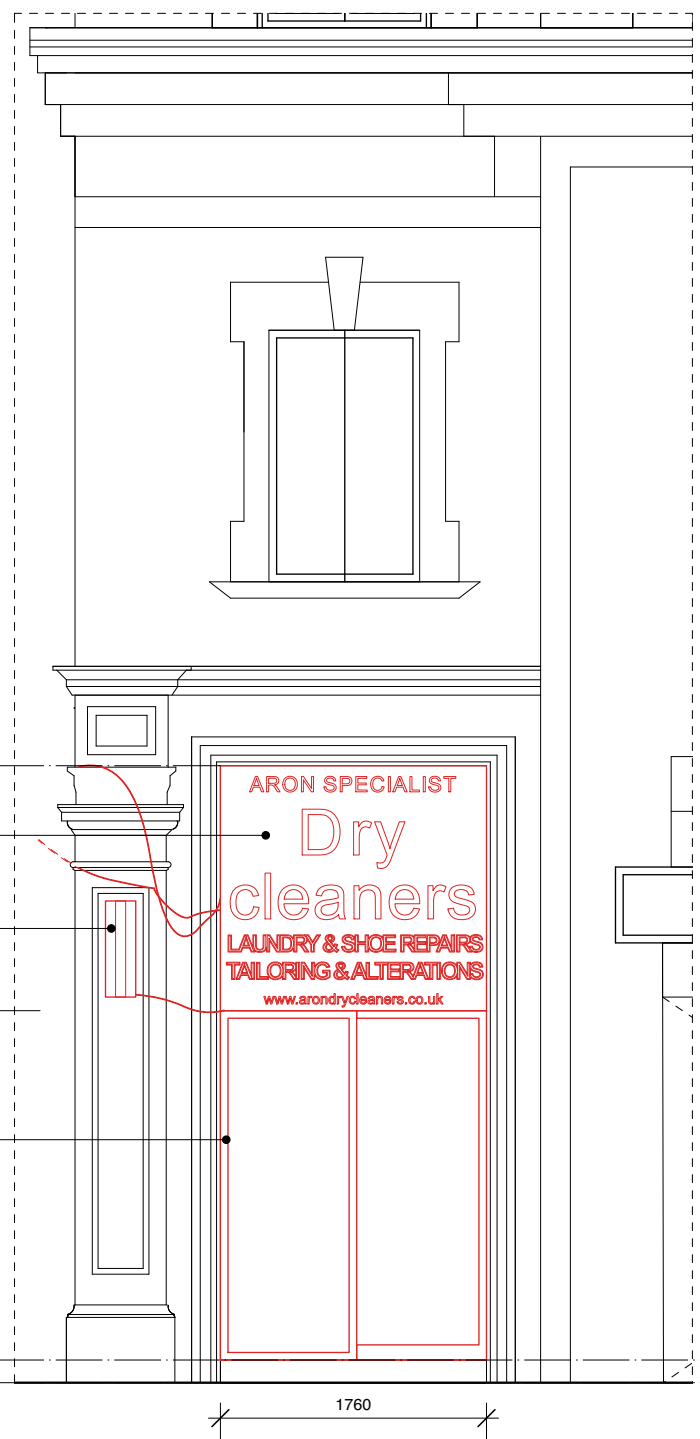 ARON SPECIALIST
Dry
cleaners
LAUNDRY & SHOE REPAIRS
TAILORING & ALTERATIONS
www.arondrycleaners.co.uk
1760